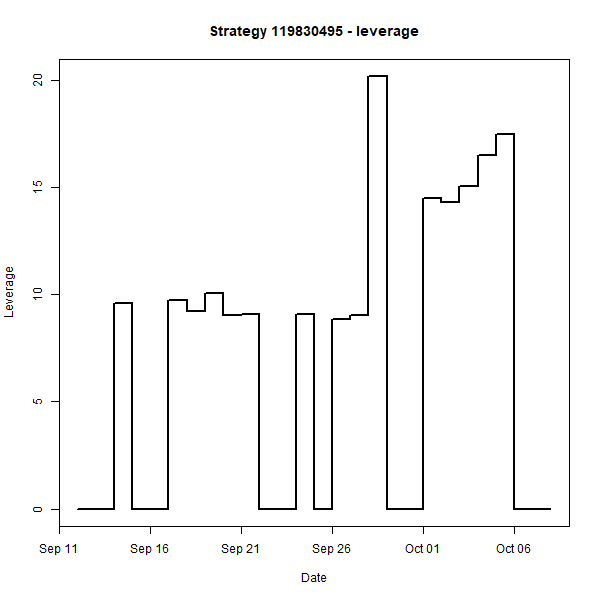 Strategy 119830495 - leverage
20
15
10
5
0
Leverage
Sep 11 Sep 16 Sep 21 Sep 26 Oct 01 Oct 06
Date